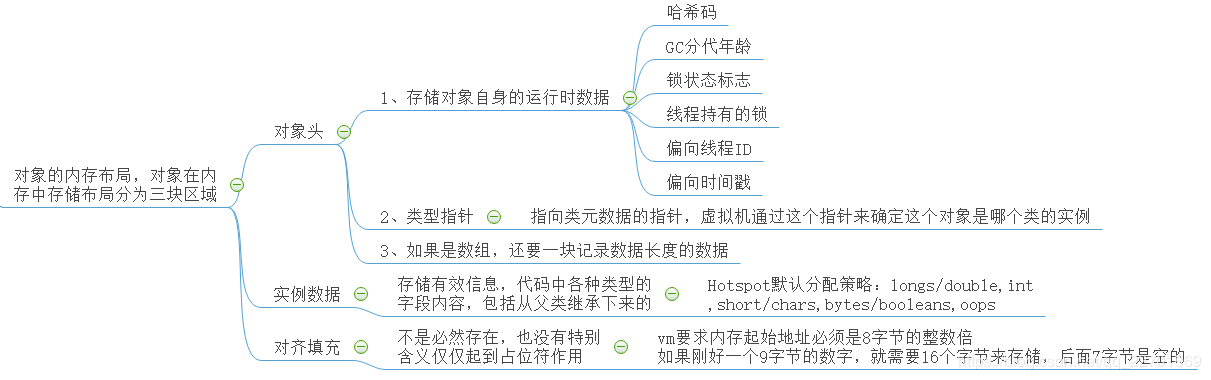 对象的内存布局，对象在内
存中存储布局分为三块区域
对象头
1、存储对象自身的运行时数据
哈希码
GC分代年龄
锁状态标志
线程持有的锁
偏向线程ID
偏向时间戳
2、类型指针
指向类元数据的指针，虚拟机通过这个指针来确定这个对象是哪个类的实例
3、如果是数组，还要一块记录数据长度的数据
实例数据
存储有效信息，代码中各种类型的
字段内容，包括从父类继承下来的
Hotspot默认分配策略：longs/double,int
,short/chars,bytes/booleans,oops
对齐填充
不是必然存在，也没有特别
含义仅仅起到占位符作用
vm要求内存起始地址必须是8字节的整数倍
如果刚好一个9字节的数字，就需要16个字节来存储，后面7字节是空的